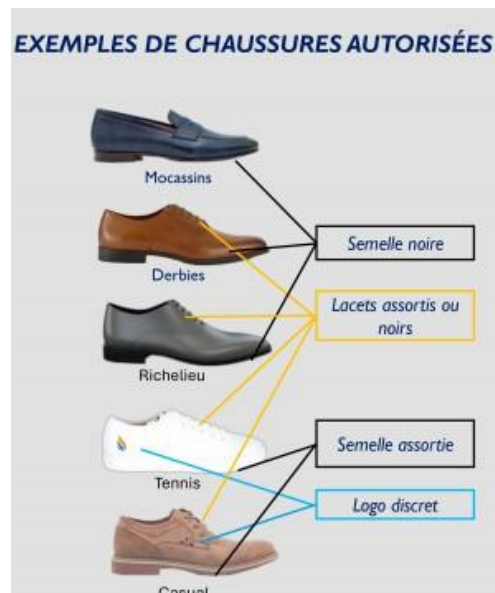 EXEMPLES DE CHAUSSURES AUTORISÉES
Mocassins
Derbies
Semelle noire
Lacets assortis ou
noirs
Richelieu
Semelle assortie
Tennis
Logo discret
Casual